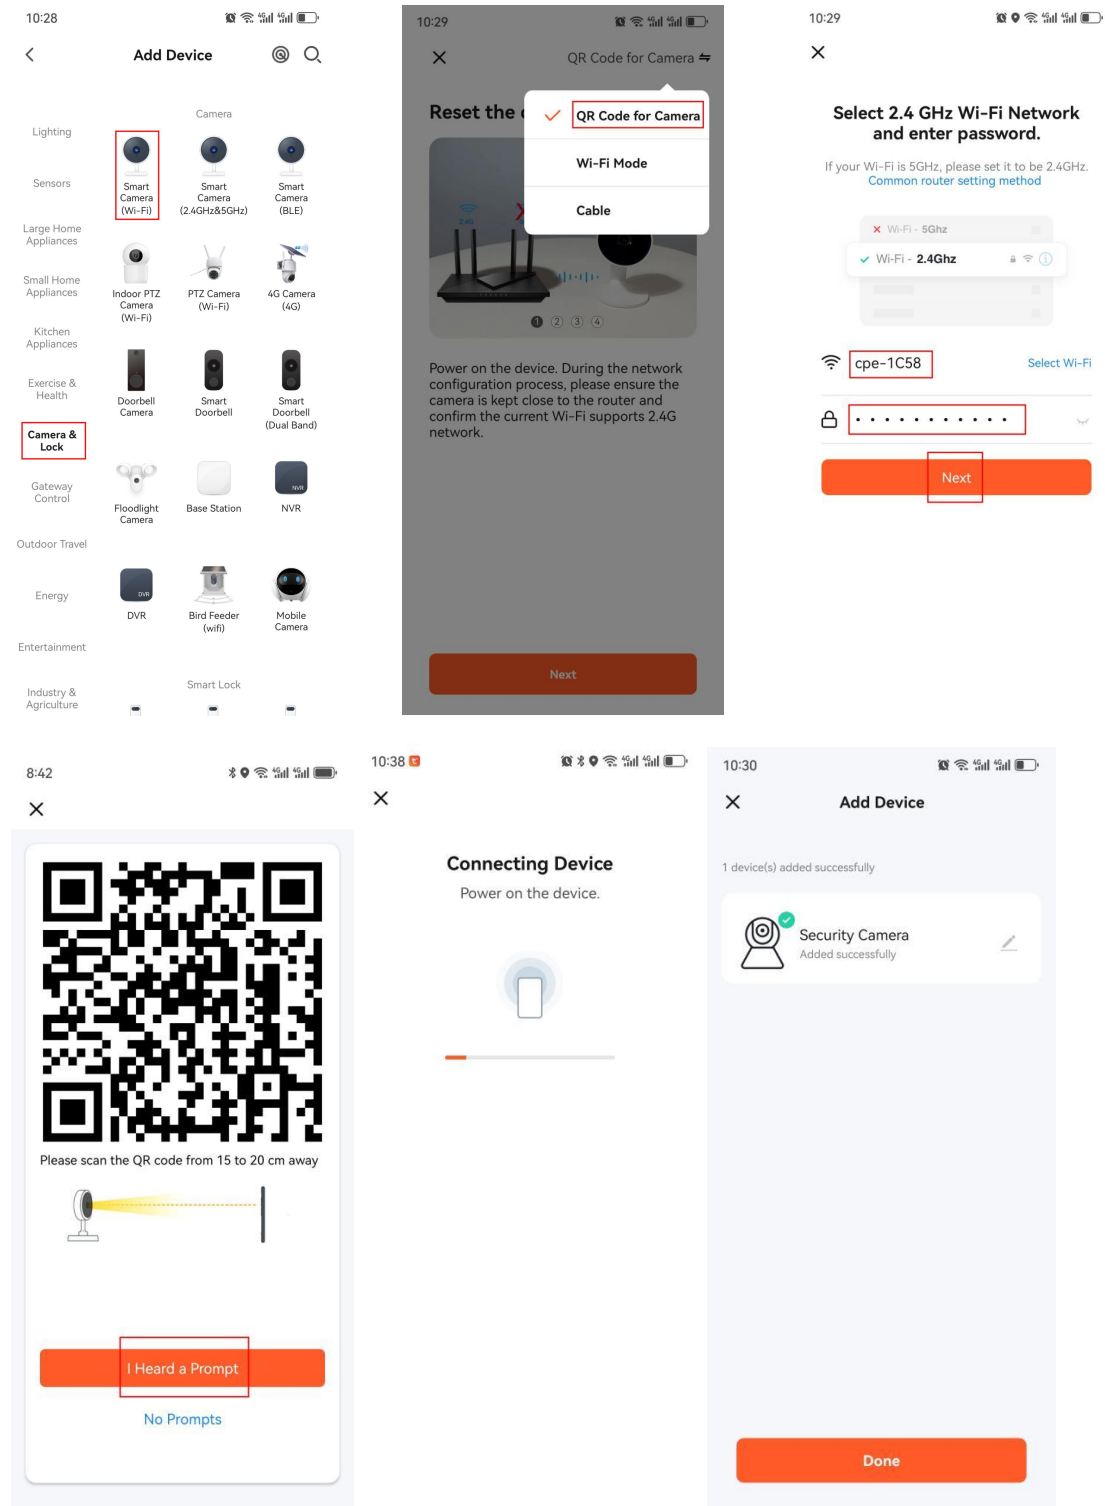 10:28
Add Device
Lighting
Sensors
Large Home
Appliances
Small Home
Appliances
Kitchen
Appliances
Exercise &
Health
Camera &
Lock
Gateway
Control
Outdoor Travel
Energy
Entertainment
Industry &
Agriculture
Camera
Smart
Camera
(Wi-Fi)
Smart
Camera
(2.4GHz&5GHz)
Smart
Camera
(BLE)
Indoor PTZ
Camera
(Wi-Fi)
PTZ Camera
(Wi-Fi)
4G Camera
(4G)
Doorbell
Camera
Smart
Doorbell
Smart
Doorbell
(Dual Band)
Floodlight
Camera
Base Station
NVR
NVR
DVR
DVR
Bird Feeder
(wifi)
Mobile
Camera
Smart Lock
10:29
QR Code for Camera
Reset the
QR Code for Camera
Wi-Fi Mode
Cable
2.4G
1 2 3 4
Power on the device. During the network
configuration process, please ensure the
camera is kept close to the router and
confirm the current Wi-Fi supports 2.4G
network.
Next
10:29
Select 2.4 GHz Wi-Fi Network
and enter password.
If your Wi-Fi is 5GHz, please set it to be 2.4GHz.
Common router setting method
Wi-Fi - 5Ghz
Wi-Fi - 2.4Ghz
cpe-1C58
Select Wi-Fi
Next
8:42
Please scan the QR code from 15 to 20 cm away
I Heard a Prompt
No Prompts
10:38
Connecting Device
Power on the device.
10:30
Add Device
1 device(s) added successfully
Security Camera
Added successfully
Done